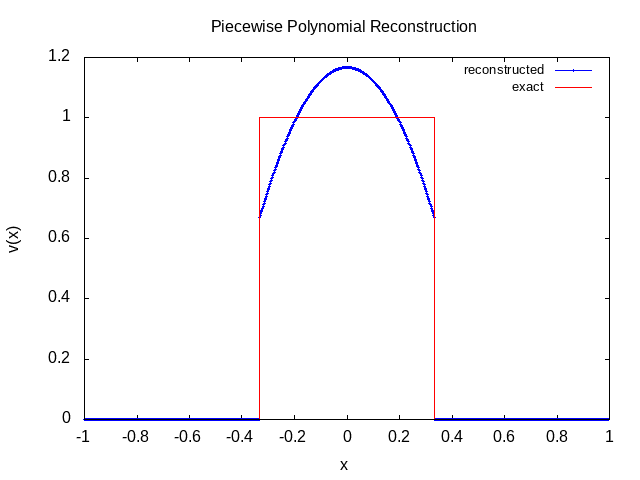 Piecewise Polynomial Reconstruction
reconstructed
exact
1.2
1
0.8
0.6
0.4
0.2
0
v(x)
-1 -0.8 -0.6 -0.4 -0.2 0 0.2 0.4 0.6 0.8 1
x